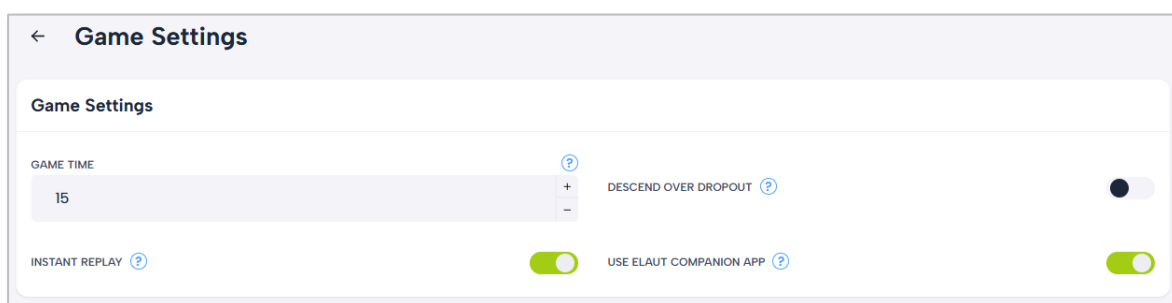 ← Game Settings
Game Settings
GAME TIME ?
15 + −
DESCEND OVER DROPOUT ?
INSTANT REPLAY ?
USE ELAUT COMPANION APP ?